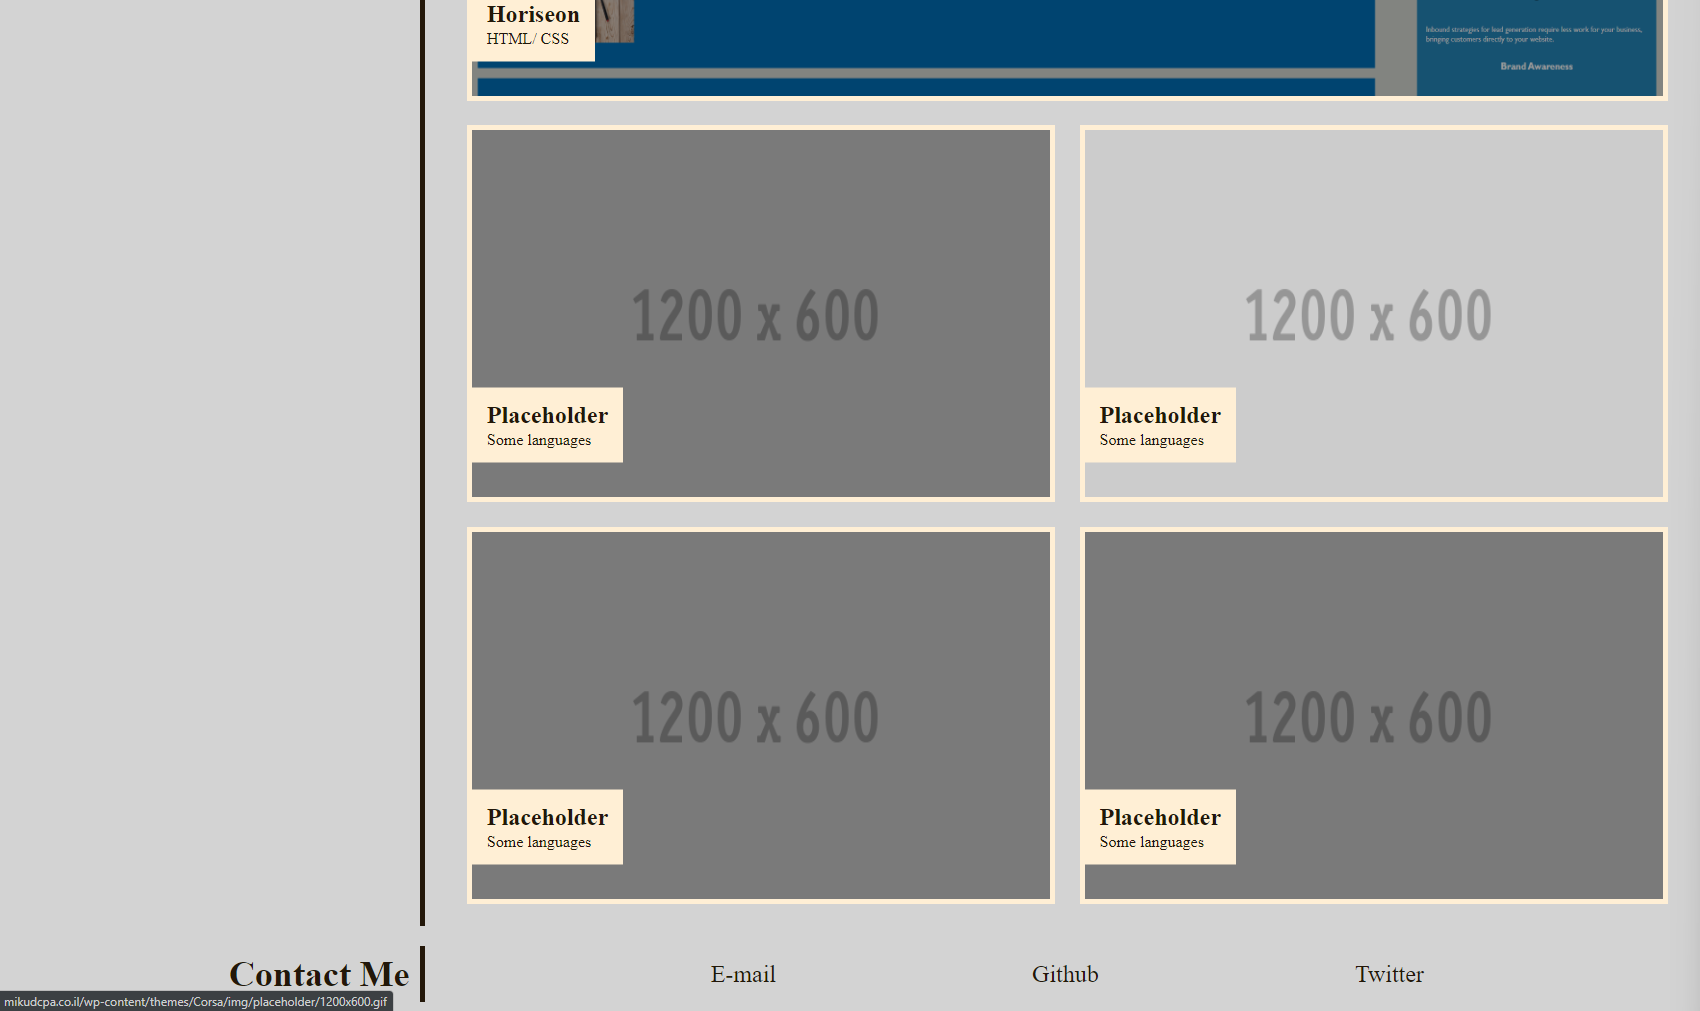 Horiseon
HTML/ CSS
Inbound strategies for lead generation require less work for your business,
bringing customers directly to your website.
Brand Awareness
1200 x 600
Placeholder
Some languages
1200 x 600
Placeholder
Some languages
1200 x 600
Placeholder
Some languages
1200 x 600
Placeholder
Some languages
Contact Me
E-mail
Github
Twitter
mikudcpa.co.il/wp-content/themes/Corsa/img/placeholder/1200x600.gif